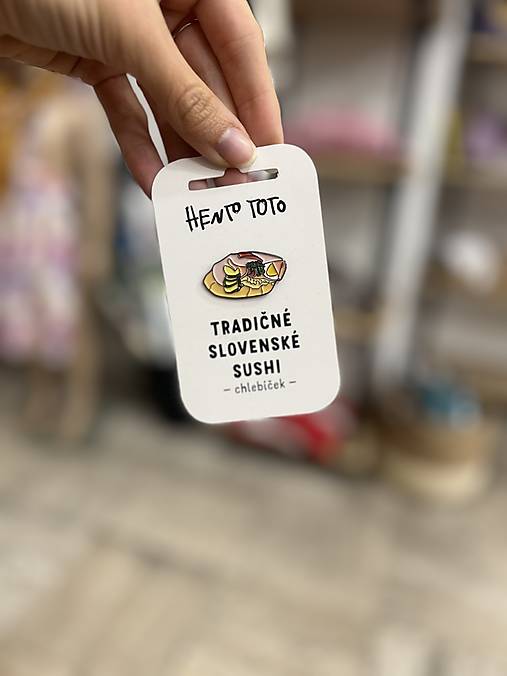 HENTO TOTO
TRADIČNÉ
SLOVENSKÉ
SUSHI
– chlebíček –